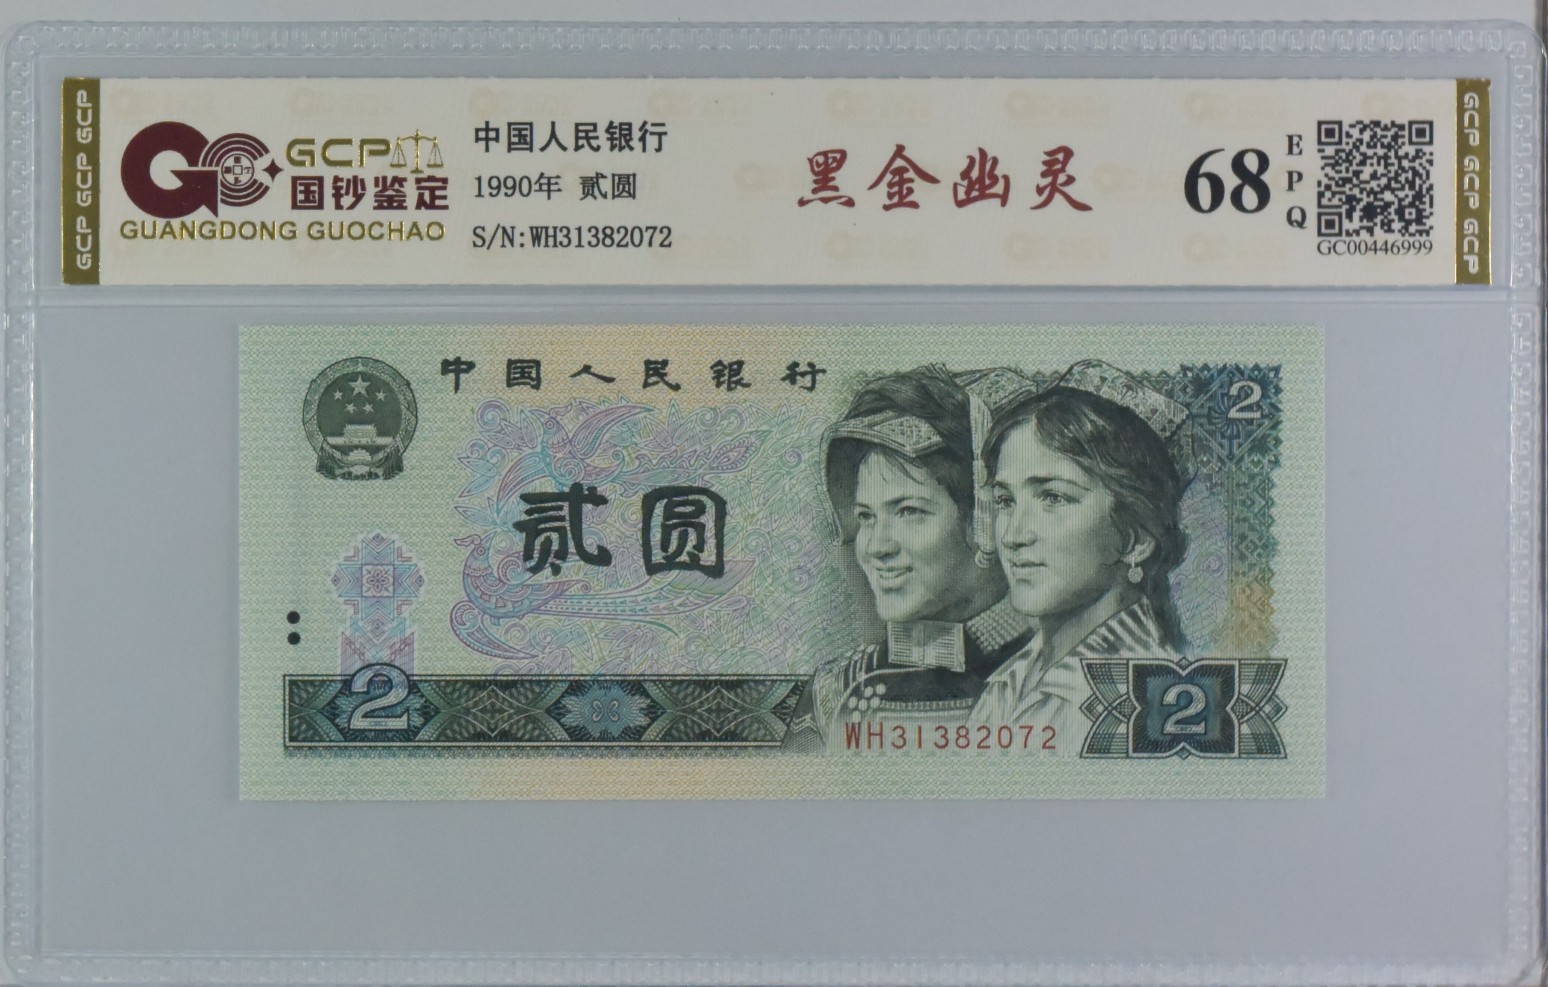 GCP GCP GCP
GCP
国钞鉴定
GUANGDONG GUOCHAO
中国人民银行
1990年 贰圆
S/N:WH31382072
黑金幽灵
68
EPQ
GC00446999
GCP GCP GCP
中国人民银行
2
贰圆
2
WH31382072
2